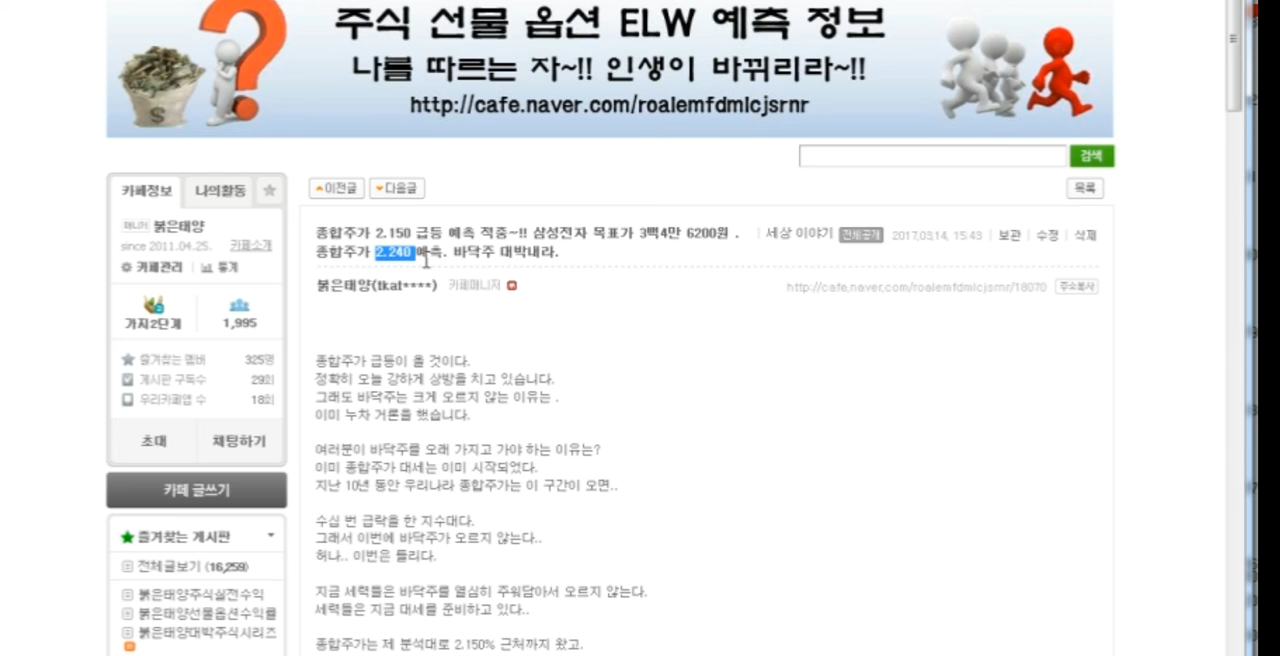 주식 선물 옵션 ELW 예측 정보
나를 따르는 자~!! 인생이 바뀌리라~!!
http://cafe.naver.com/roalemfdmlcjsrnr
$
검색
카페정보 나의활동
이전글 다음글 목록
매니저 붉은태양
since 2011.04.25. 카페소개
카페관리 통계
가지2단계 1,995
즐겨찾는 멤버 325명
게시판 구독수 29회
우리카페앱 수 18회
초대 채팅하기
카페 글쓰기
즐겨찾는 게시판
전체글보기 (16,259)
붉은태양주식실전수익
붉은태양선물옵션수익률
붉은태양대박주식시리즈
종합주가 2.150 급등 예측 적중~!! 삼성전자 목표가 3백4만 6200원 . 세상 이야기 전체공개 2017.03.14. 15:43 보관 수정 삭제
종합주가 2.240 예측. 바닥주 대박내라.
붉은태양(tkat****) 카페매니저 http://cafe.naver.com/roalemfdmlcjsrnr/18070 주소복사
종합주가 급등이 올 것이다.
정확히 오늘 강하게 상방을 치고 있습니다.
그래도 바닥주는 크게 오르지 않는 이유는 .
이미 누차 거론을 했습니다.
여러분이 바닥주를 오래 가지고 가야 하는 이유는?
이미 종합주가 대세는 이미 시작되었다.
지난 10년 동안 우리나라 종합주가는 이 구간이 오면..
수십 번 급락을 한 지수대다.
그래서 이번에 바닥주가 오르지 않는다..
허나.. 이번은 틀리다.
지금 세력들은 바닥주를 열심히 주워담아서 오르지 않는다.
세력들은 지금 대세를 준비하고 있다..
종합주가는 제 분석대로 2.150% 근처까지 왔고.